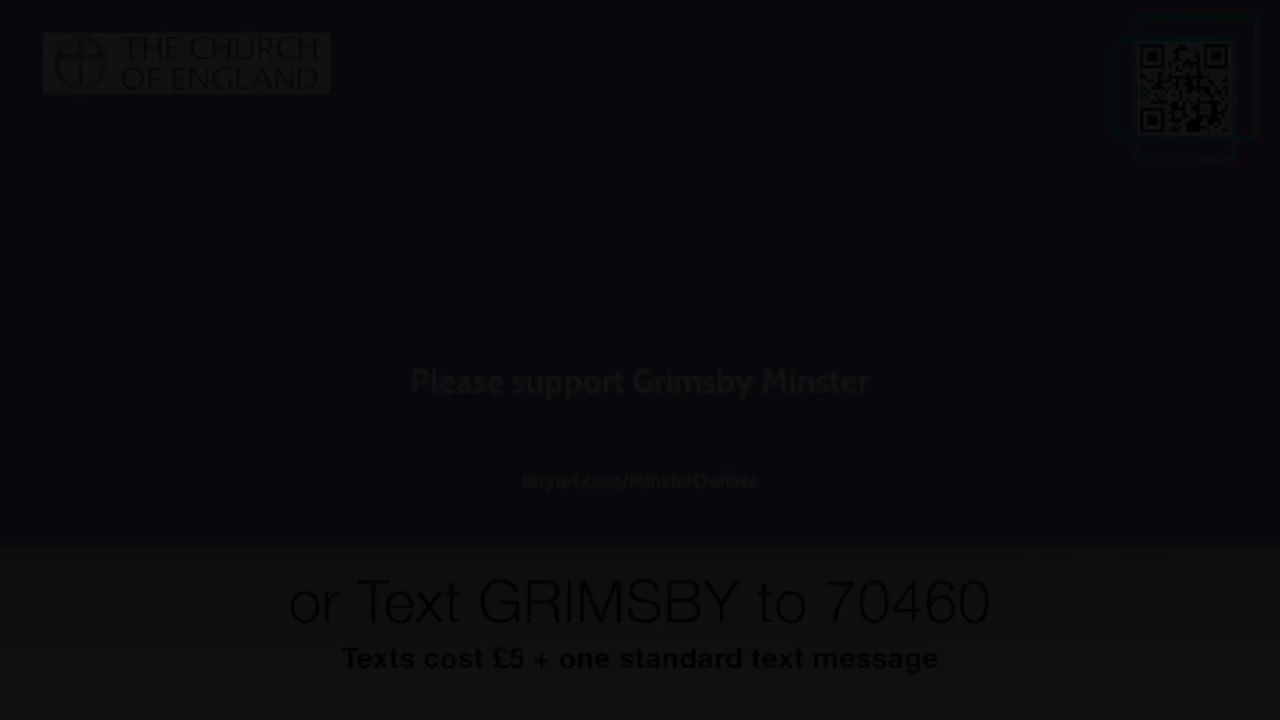 THE CHURCH
OF ENGLAND
Please support Grimsby Minster
tinyurl.com/MinsterDonate
or Text GRIMSBY to 70460
Texts cost £5 + one standard text message